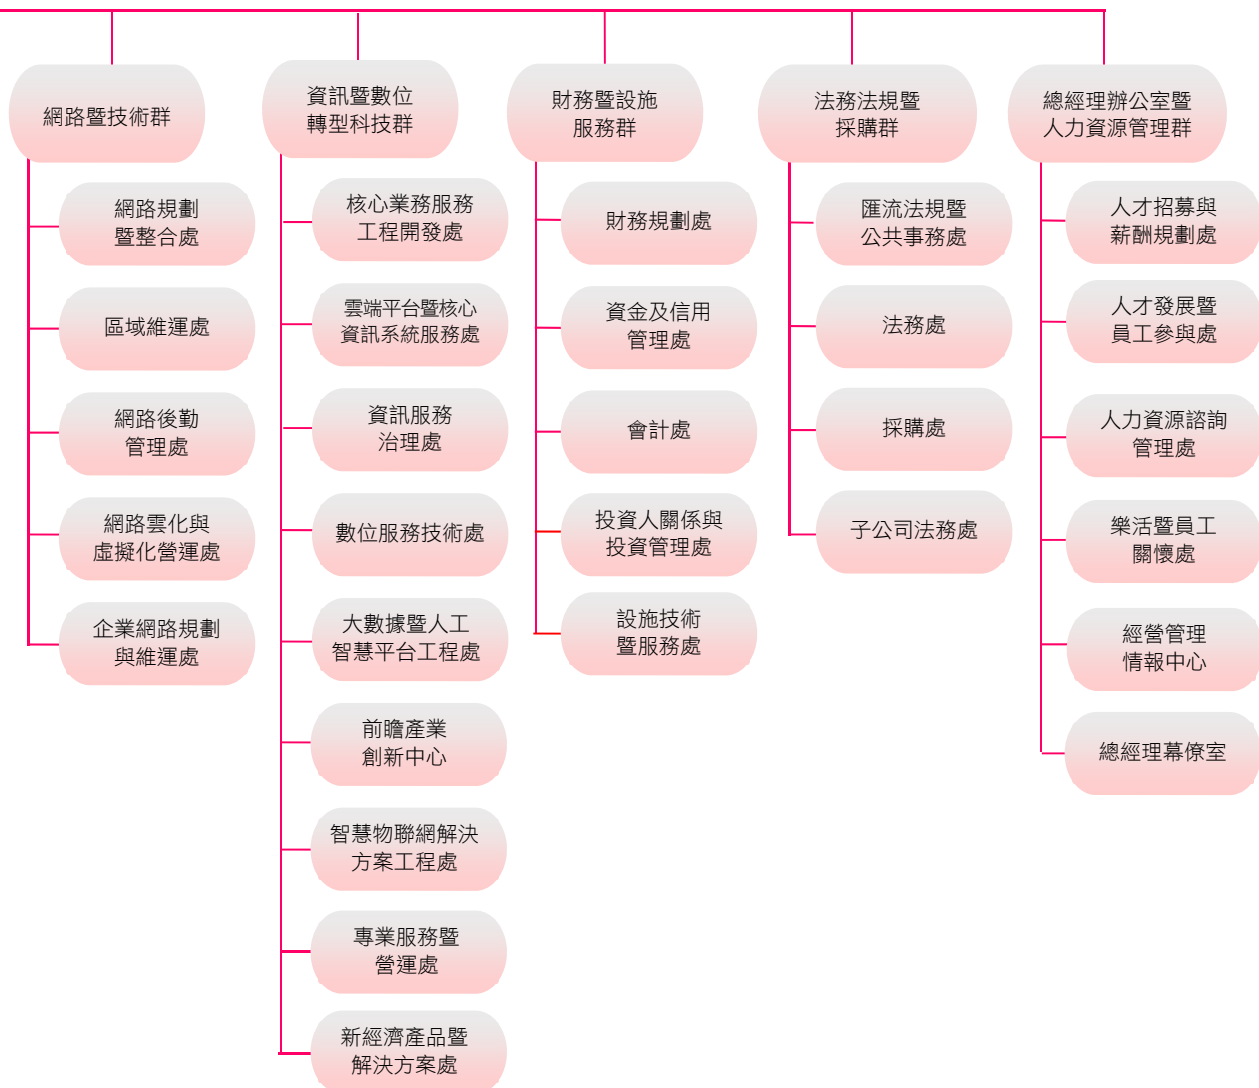 網路暨技術群
網路規劃
暨整合處
區域維運處
網路後勤
管理處
網路雲化與
虛擬化營運處
企業網路規劃
與維運處
資訊暨數位
轉型科技群
核心業務服務
工程開發處
雲端平台暨核心
資訊系統服務處
資訊服務
治理處
數位服務技術處
大數據暨人工
智慧平台工程處
前瞻產業
創新中心
智慧物聯網解決
方案工程處
專業服務暨
營運處
新經濟產品暨
解決方案處
財務暨設施
服務群
財務規劃處
資金及信用
管理處
會計處
投資人關係與
投資管理處
設施技術
暨服務處
法務法規暨
採購群
匯流法規暨
公共事務處
法務處
採購處
子公司法務處
總經理辦公室暨
人力資源管理群
人才招募與
薪酬規劃處
人才發展暨
員工參與處
人力資源諮詢
管理處
樂活暨員工
關懷處
經營管理
情報中心
總經理幕僚室